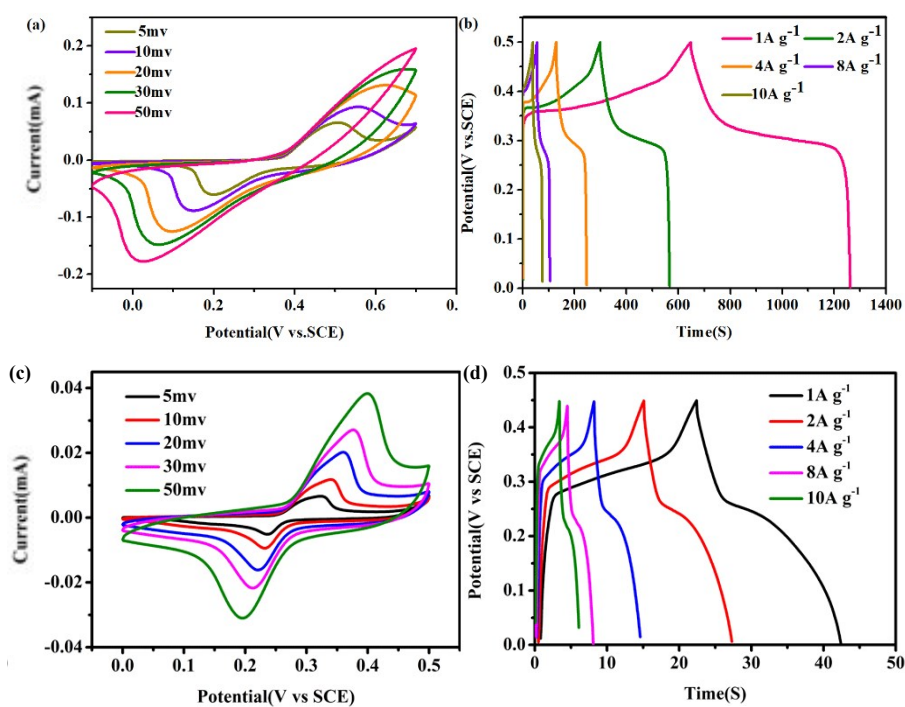 (a)
5mv
10mv
20mv
30mv
50mv
0.2
0.1
0.0
-0.1
-0.2
Current(mA)
0.0 0.2 0.4 0.6 0.
Potential(V vs.SCE)
(b)
1A g⁻¹ 2A g⁻¹
4A g⁻¹ 8A g⁻¹
10A g⁻¹
0.5
0.4
0.3
0.2
0.1
0.0
Potential(V vs.SCE)
0 200 400 600 800 1000 1200 1400
Time(S)
(c)
5mv
10mv
20mv
30mv
50mv
0.04
0.02
0.00
-0.02
-0.04
Current(mA)
0.0 0.1 0.2 0.3 0.4 0.5
Potential(V vs SCE)
(d)
1A g⁻¹
2A g⁻¹
4A g⁻¹
8A g⁻¹
10A g⁻¹
0.5
0.4
0.3
0.2
0.1
0.0
Potential(V vs SCE)
0 10 20 30 40 50
Time(S)